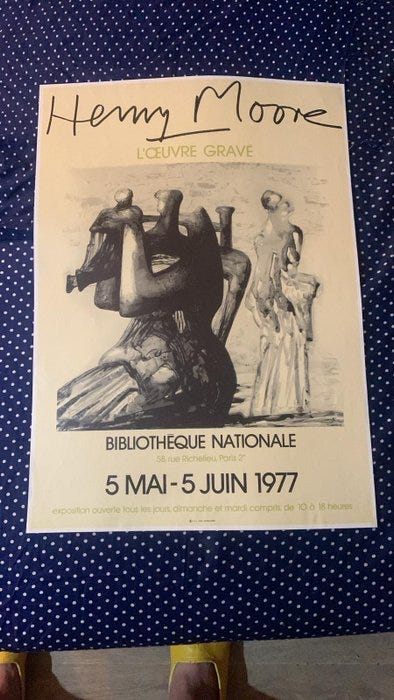 Henry Moore
L'ŒUVRE GRAVE
BIBLIOTHEQUE NATIONALE
58, rue Richelieu, Paris 2e
5 MAI - 5 JUIN 1977
exposition ouverte tous les jours, dimanche et mardi compris de 10 à 18 heures